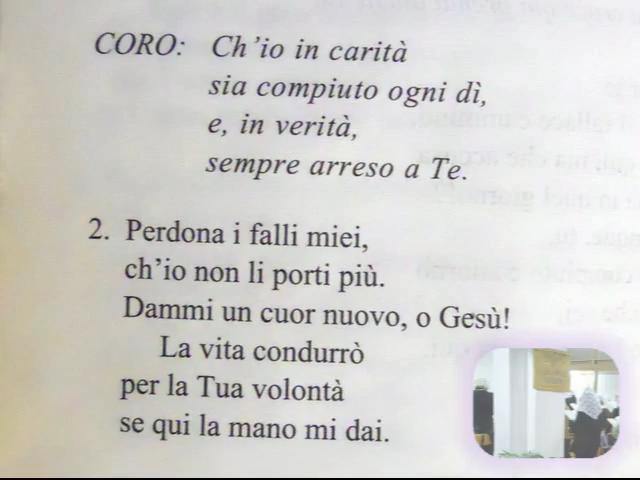 CORO: Ch'io in carità
sia compiuto ogni dì,
e, in verità,
sempre arreso a Te.
2. Perdona i falli miei,
ch'io non li porti più.
Dammi un cuor nuovo, o Gesù!
La vita condurrò
per la Tua volontà
se qui la mano mi dai.